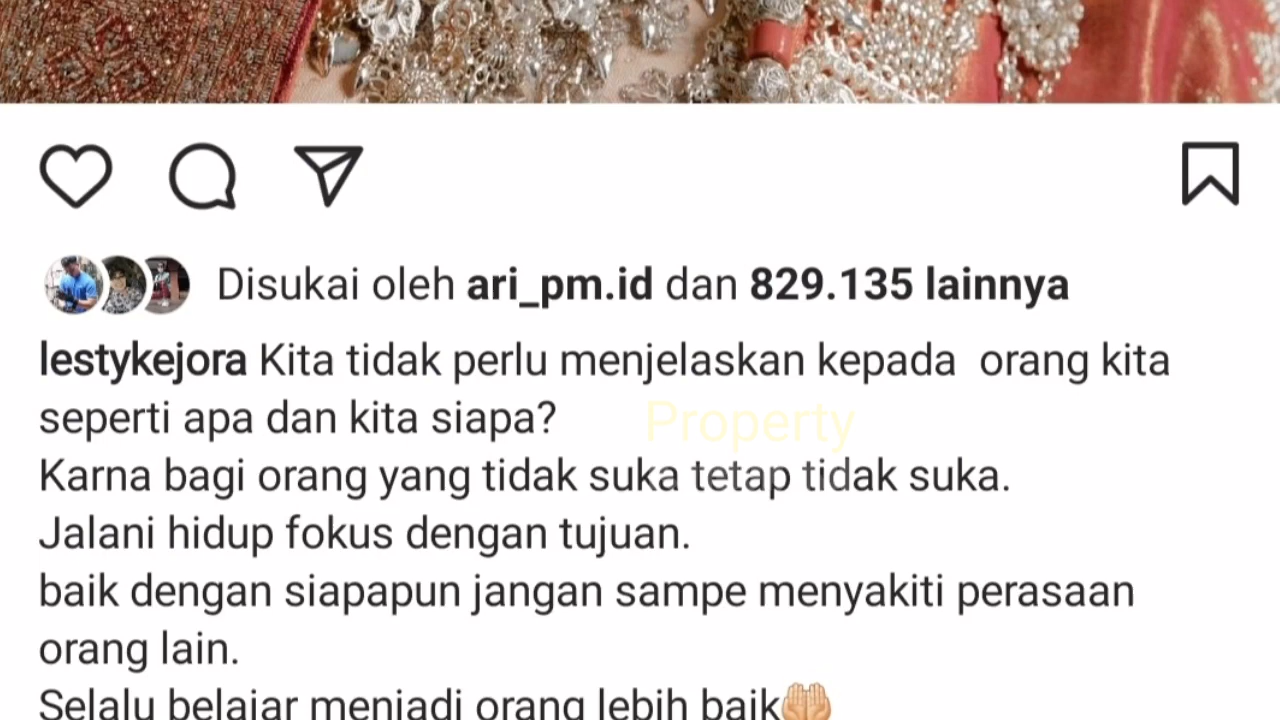 Disukai oleh ari_pm.id dan 829.135 lainnya
lestykejora Kita tidak perlu menjelaskan kepada  orang kita
seperti apa dan kita siapa?
Property
Karna bagi orang yang tidak suka tetap tidak suka.
Jalani hidup fokus dengan tujuan.
baik dengan siapapun jangan sampe menyakiti perasaan
orang lain.
Selalu belajar menjadi orang lebih baik🤲🏼